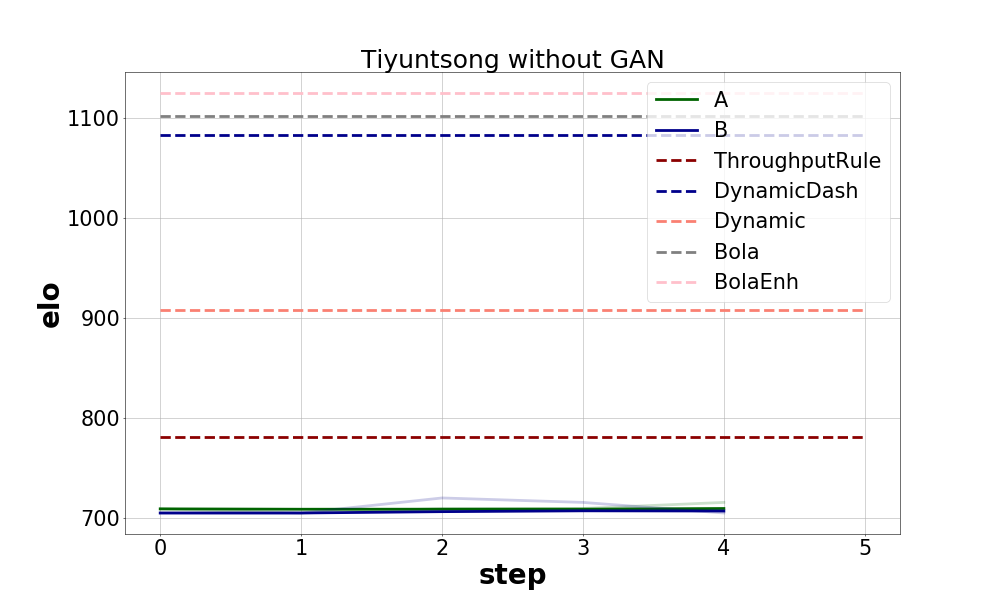 Tiyuntsong without GAN
elo
1100
1000
900
800
700
A
B
ThroughputRule
DynamicDash
Dynamic
Bola
BolaEnh
0 1 2 3 4 5
step